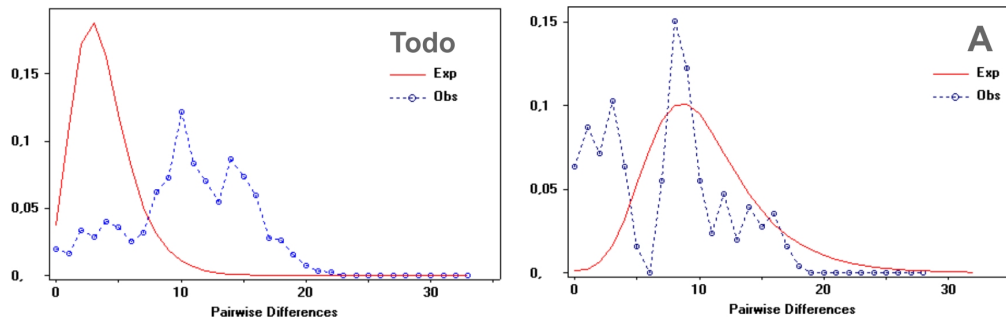 Todo
Exp
Obs
0,15
0,1
0,05
0,
0 10 20 30
Pairwise Differences
A
Exp
Obs
0,15
0,1
0,05
0,
0 10 20 30
Pairwise Differences